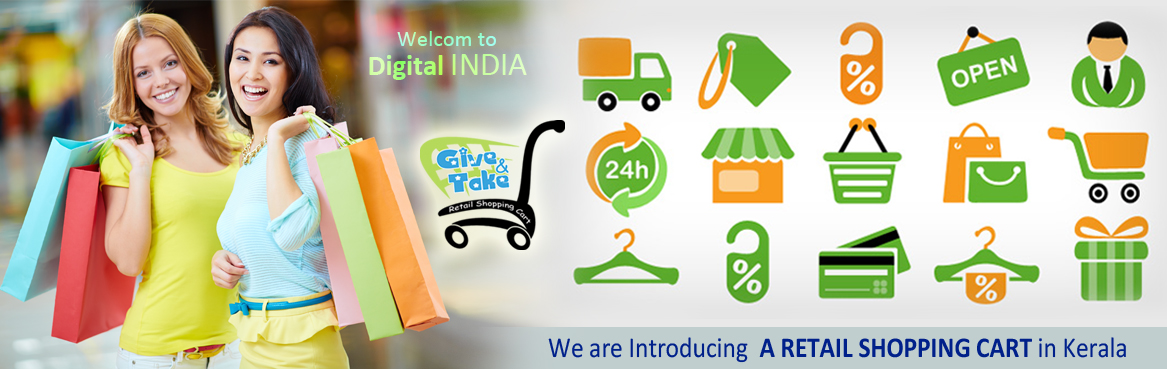 Welcom to
Digital INDIA
Give
&
Take
Retail Shopping Cart
%
OPEN
24h
%
%
We are Introducing A RETAIL SHOPPING CART in Kerala